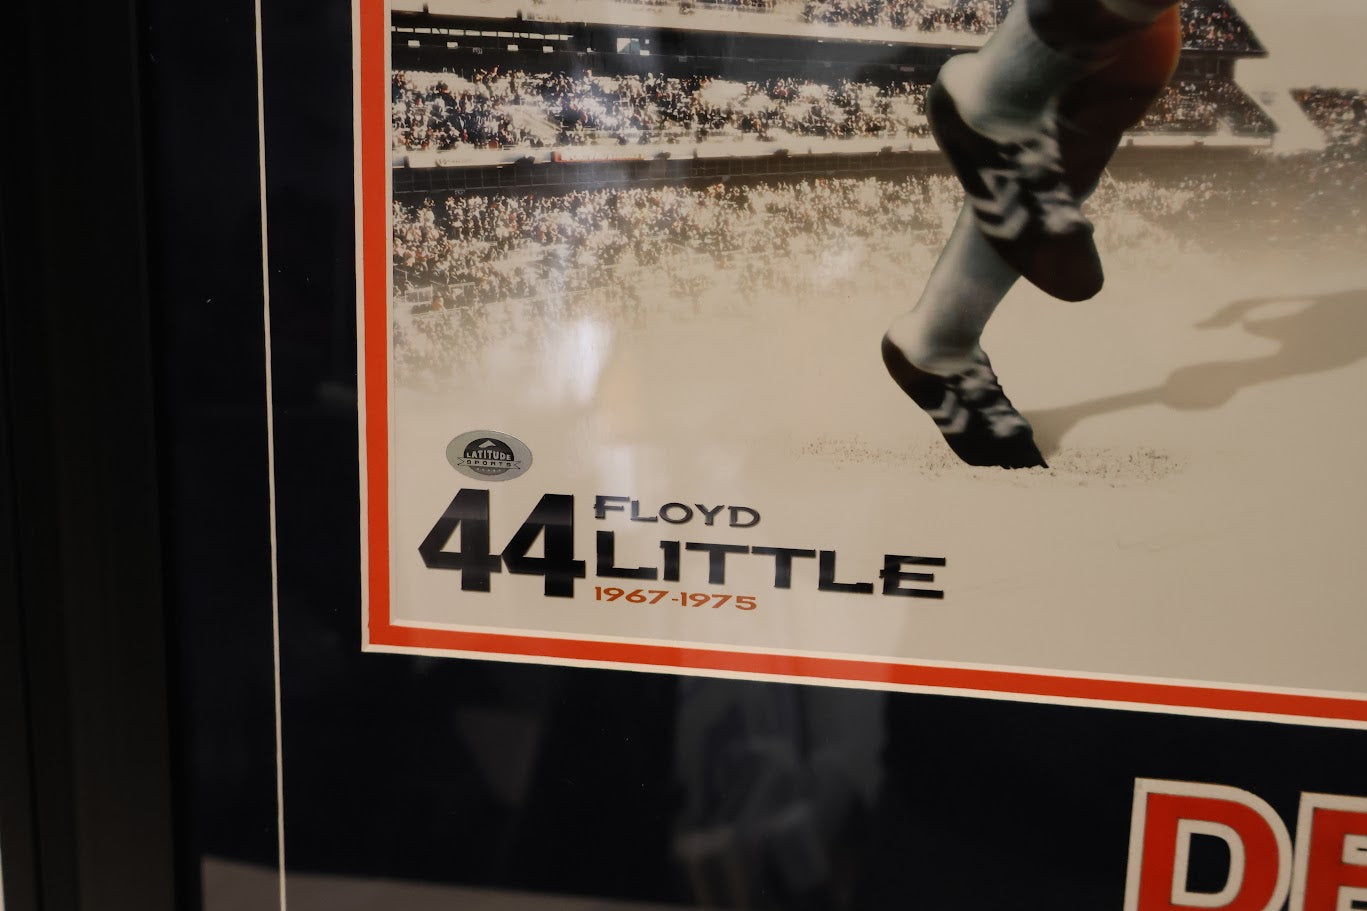 LATITUDE
SPORTS
44 FLOYD
LITTLE
1967-1975
DE